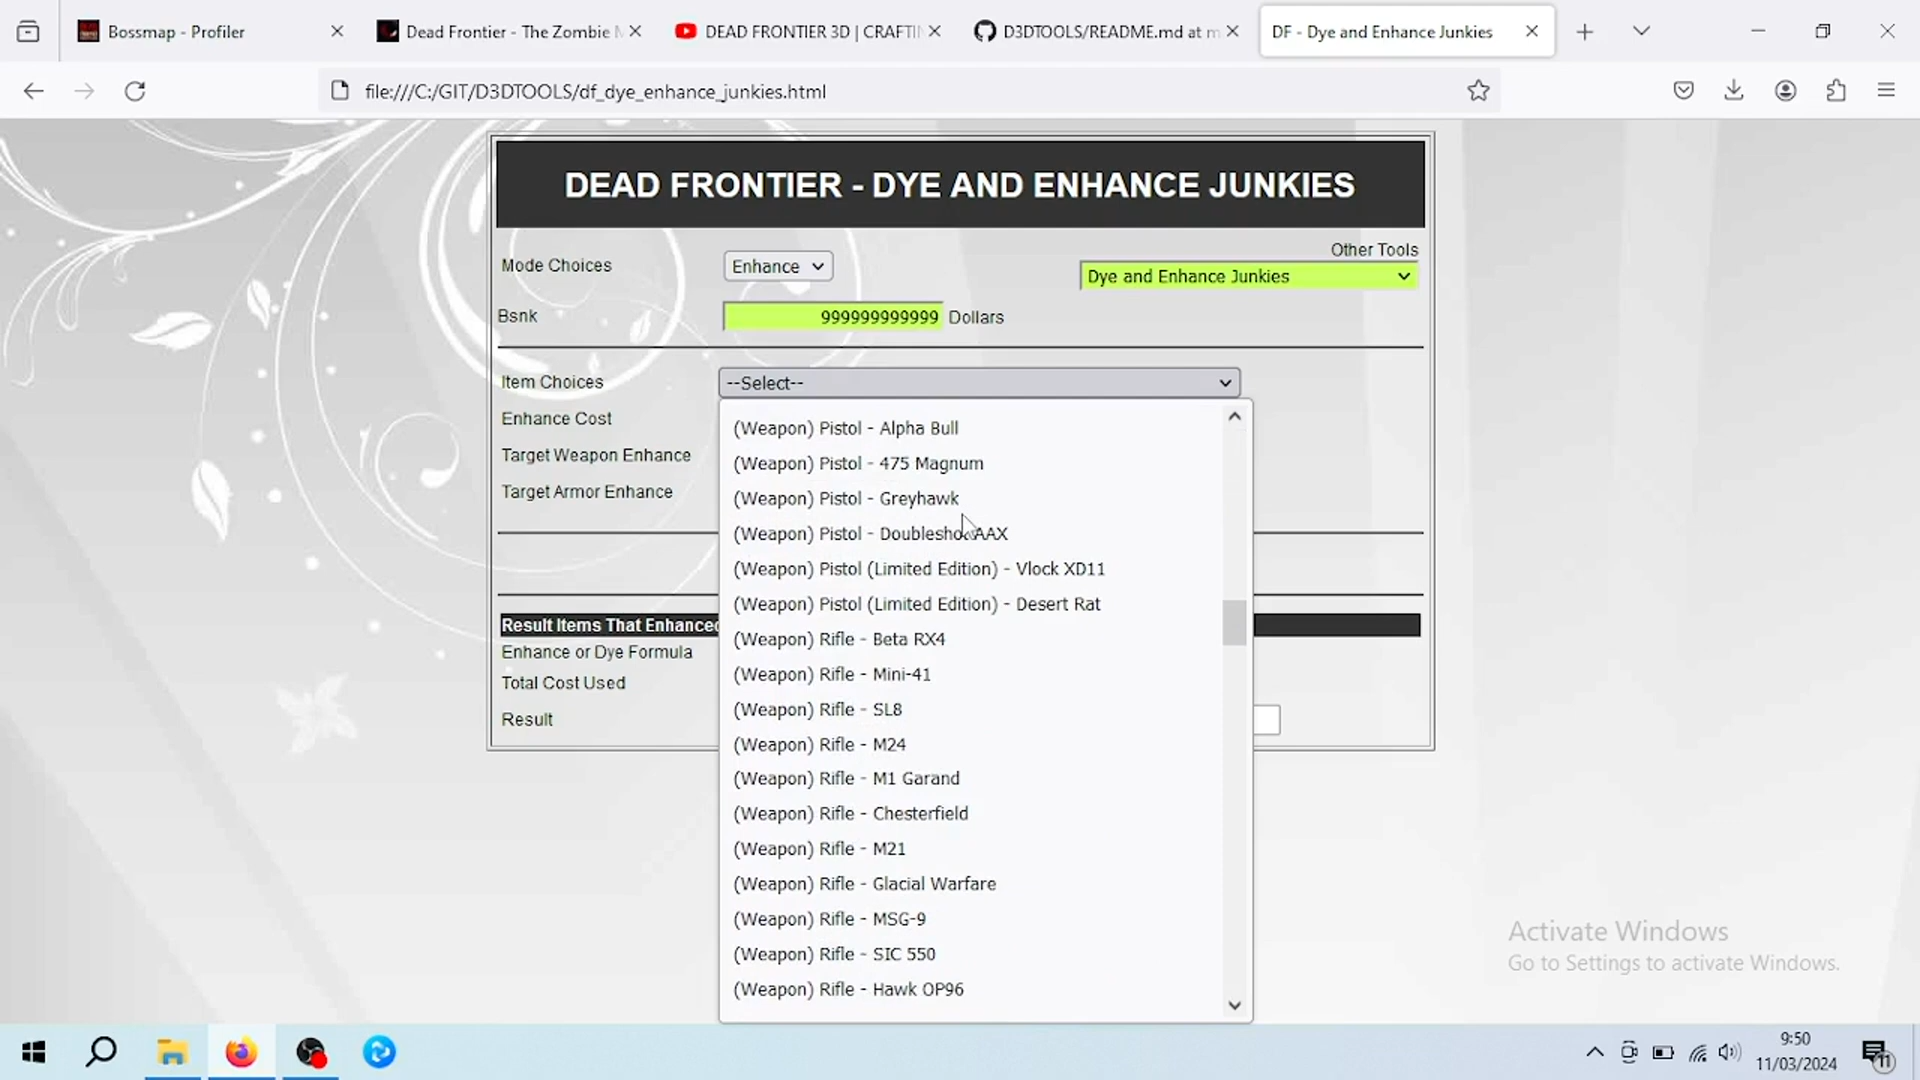 Bossmap - Profiler
Dead Frontier - The Zombie M
DEAD FRONTIER 3D | CRAFTIN
D3DTOOLS/README.md at m
DF - Dye and Enhance Junkies
file:///C:/GIT/D3DTOOLS/df_dye_enhance_junkies.html
DEAD FRONTIER - DYE AND ENHANCE JUNKIES
Other Tools
Mode Choices
Enhance
Dye and Enhance Junkies
Bsnk
999999999999
Dollars
Item Choices
--Select--
Enhance Cost
Target Weapon Enhance
Target Armor Enhance
(Weapon) Pistol - Alpha Bull
(Weapon) Pistol - 475 Magnum
(Weapon) Pistol - Greyhawk
(Weapon) Pistol - Doubleshot AAX
(Weapon) Pistol (Limited Edition) - Vlock XD11
(Weapon) Pistol (Limited Edition) - Desert Rat
(Weapon) Rifle - Beta RX4
(Weapon) Rifle - Mini-41
(Weapon) Rifle - SL8
(Weapon) Rifle - M24
(Weapon) Rifle - M1 Garand
(Weapon) Rifle - Chesterfield
(Weapon) Rifle - M21
(Weapon) Rifle - Glacial Warfare
(Weapon) Rifle - MSG-9
(Weapon) Rifle - SIC 550
(Weapon) Rifle - Hawk OP96
Result Items That Enhanced
Enhance or Dye Formula
Total Cost Used
Result
Activate Windows
Go to Settings to activate Windows.
9:50
11/03/2024
11